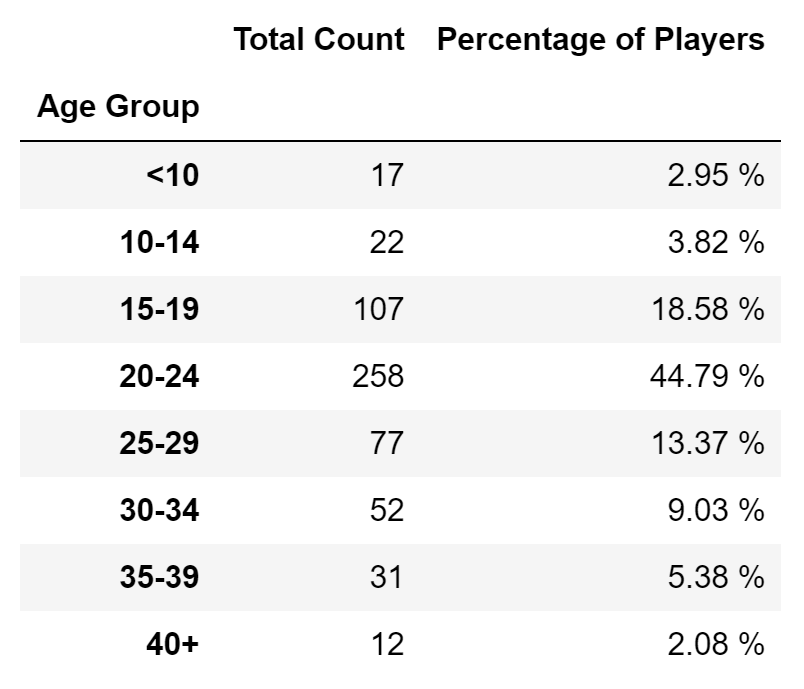 Total Count Percentage of Players
Age Group
<10 17 2.95 %
10-14 22 3.82 %
15-19 107 18.58 %
20-24 258 44.79 %
25-29 77 13.37 %
30-34 52 9.03 %
35-39 31 5.38 %
40+ 12 2.08 %